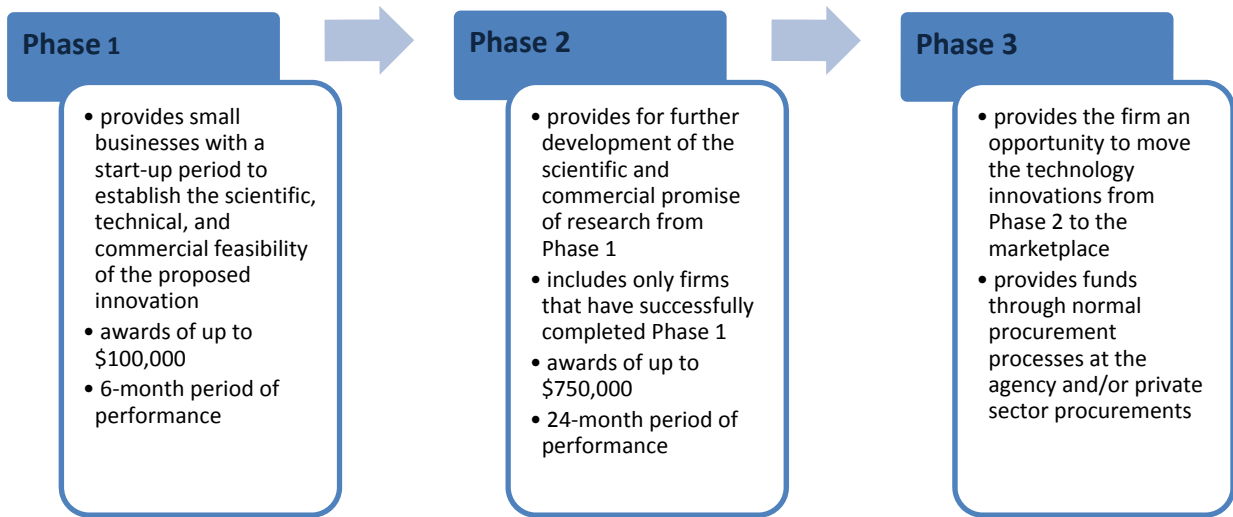 Phase 1
• provides small
businesses with a
start-up period to
establish the scientific,
technical, and
commercial feasibility
of the proposed
innovation
• awards of up to
$100,000
• 6-month period of
performance
Phase 2
• provides for further
development of the
scientific and
commercial promise
of research from
Phase 1
• includes only firms
that have successfully
completed Phase 1
• awards of up to
$750,000
• 24-month period of
performance
Phase 3
• provides the firm an
opportunity to move
the technology
innovations from
Phase 2 to the
marketplace
• provides funds
through normal
procurement
processes at the
agency and/or private
sector procurements